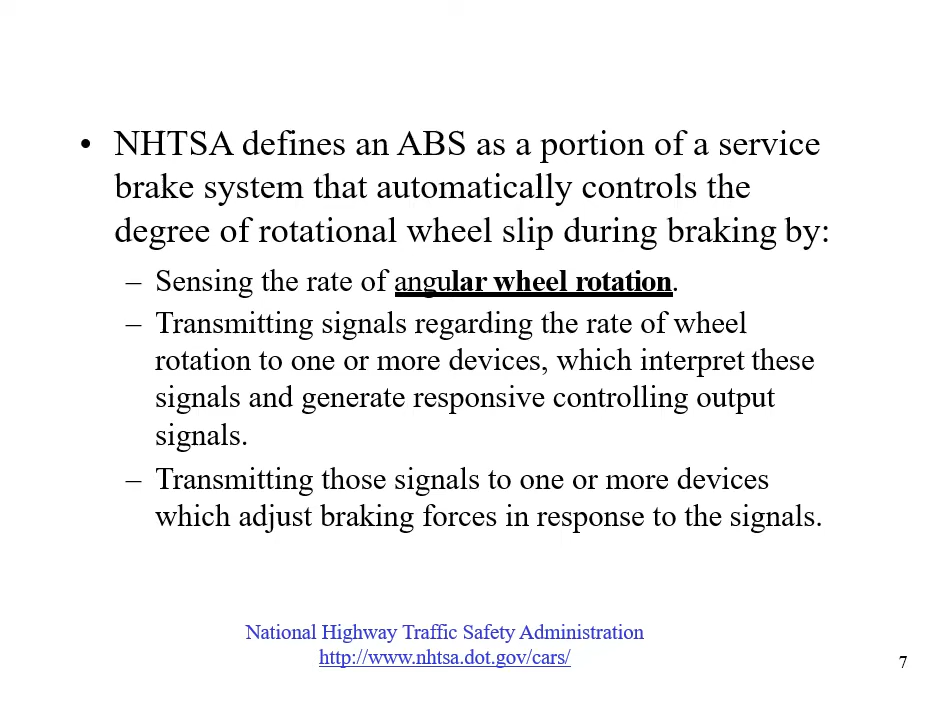 • NHTSA defines an ABS as a portion of a service
brake system that automatically controls the
degree of rotational wheel slip during braking by:
– Sensing the rate of angular wheel rotation.
– Transmitting signals regarding the rate of wheel
rotation to one or more devices, which interpret these
signals and generate responsive controlling output
signals.
– Transmitting those signals to one or more devices
which adjust braking forces in response to the signals.
National Highway Traffic Safety Administration
http://www.nhtsa.dot.gov/cars/
7